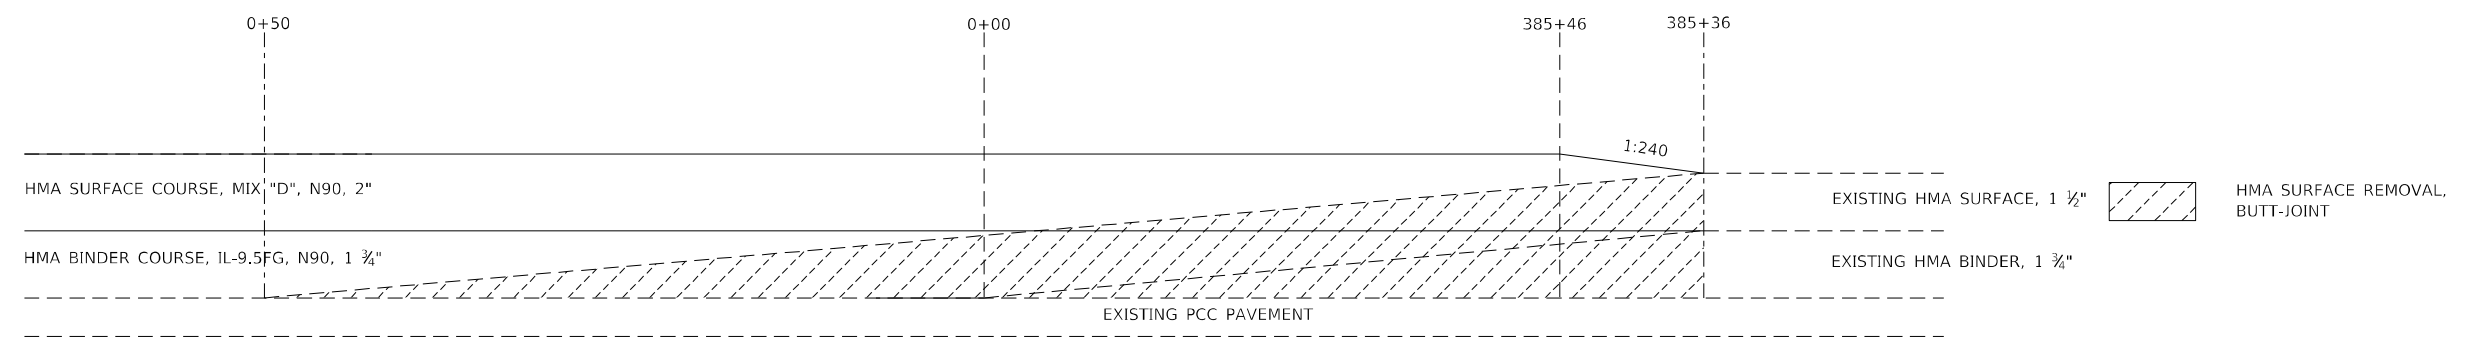 0+50
0+00
385+46
385+36
1:240
HMA SURFACE COURSE, MIX "D", N90, 2"
EXISTING HMA SURFACE, 1 ½"
HMA SURFACE REMOVAL,
BUTT-JOINT
HMA BINDER COURSE, IL-9.5FG, N90, 1 ¾"
EXISTING HMA BINDER, 1 ¾"
EXISTING PCC PAVEMENT